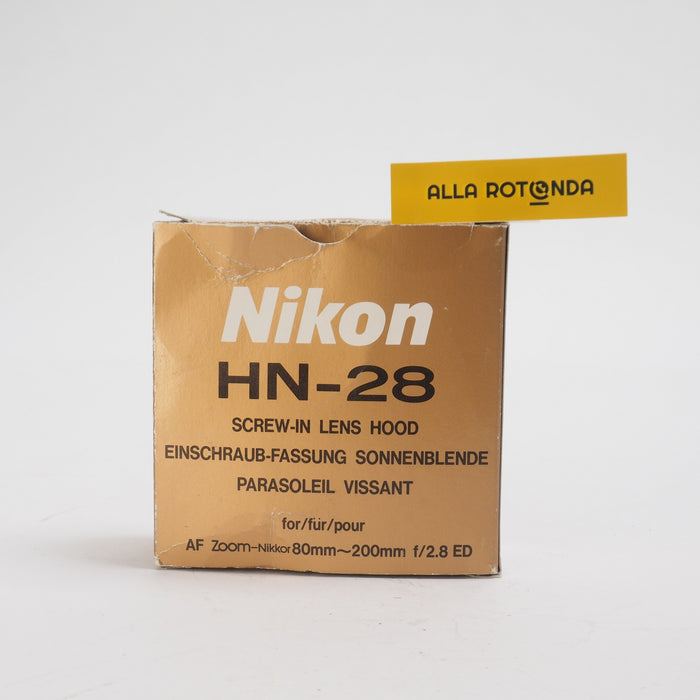 ALLA ROTONDA
Nikon
HN-28
SCREW-IN LENS HOOD
EINSCHRAUB-FASSUNG SONNENBLENDE
PARASOLEIL VISSANT
for/für/pour
AF Zoom-Nikkor 80mm~200mm f/2.8 ED